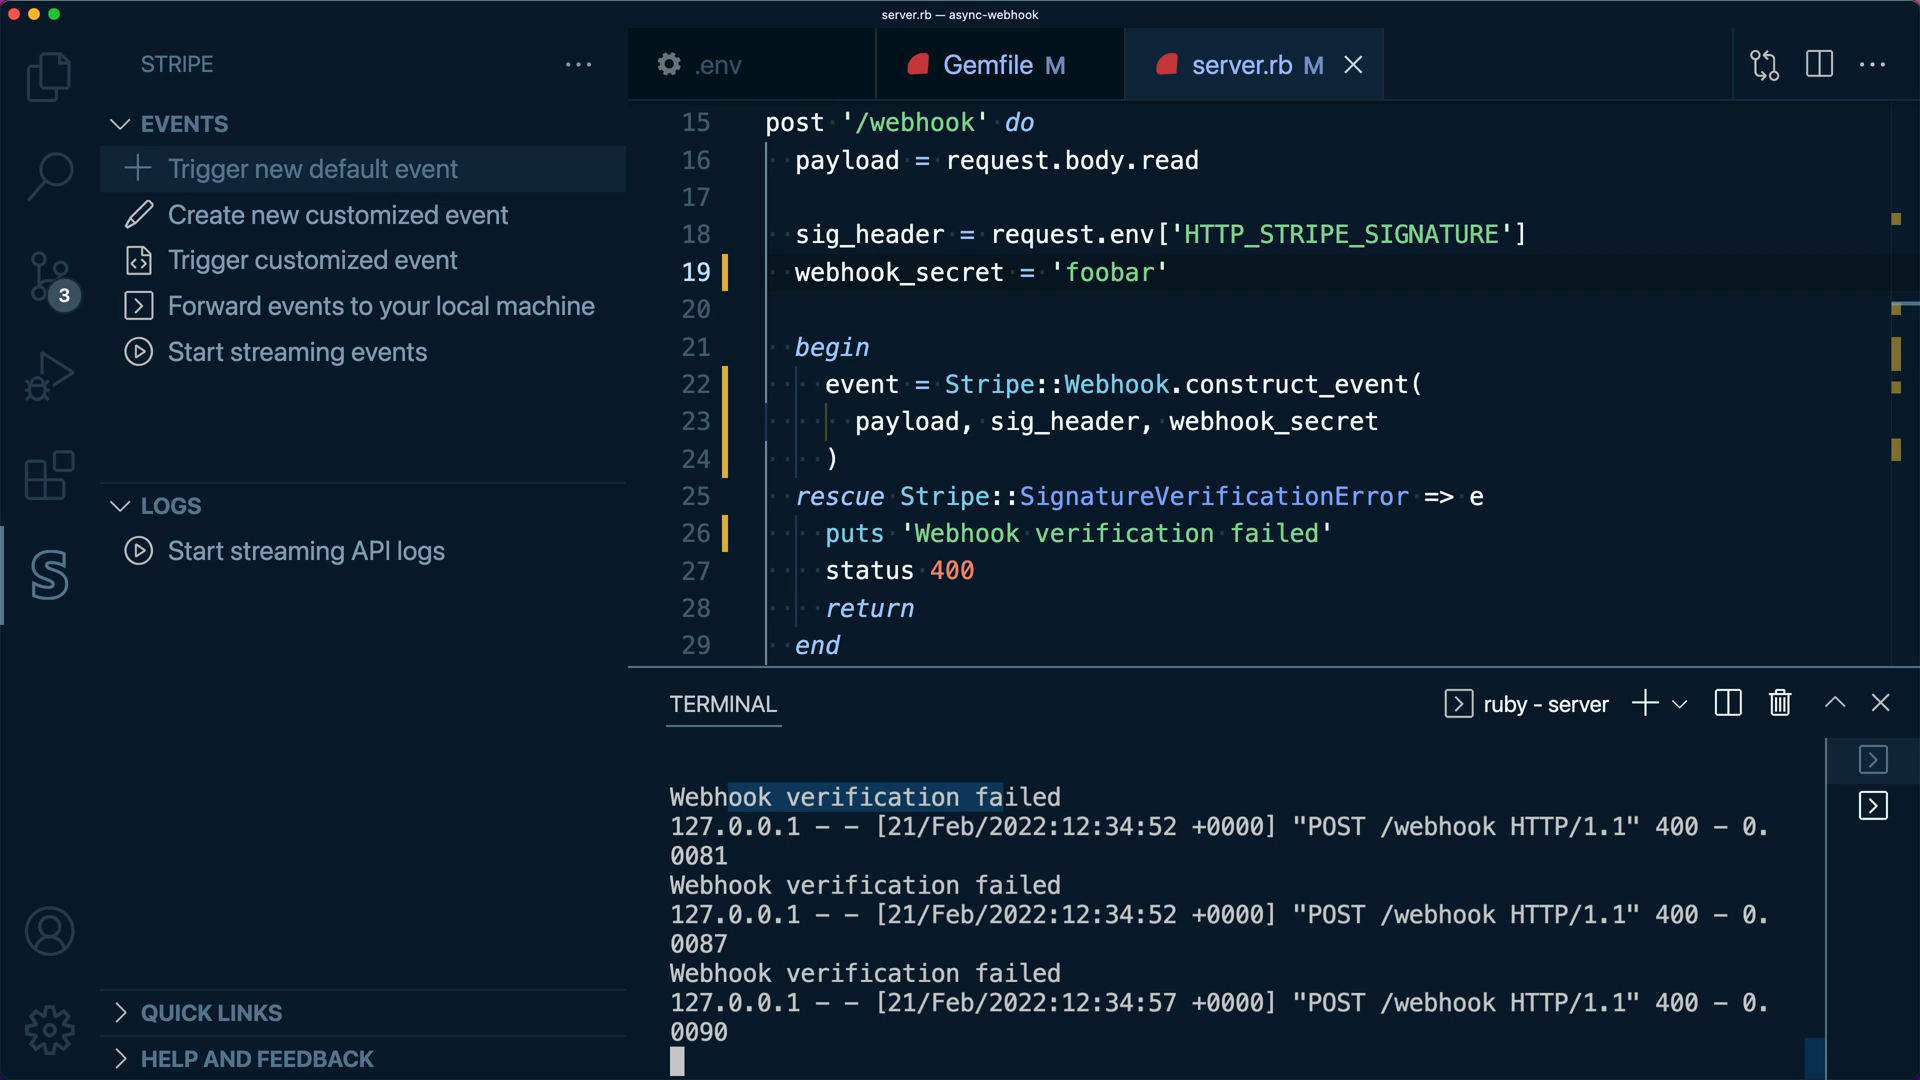 server.rb — async-webhook
STRIPE
EVENTS
Trigger new default event
Create new customized event
Trigger customized event
Forward events to your local machine
Start streaming events
LOGS
Start streaming API logs
QUICK LINKS
HELP AND FEEDBACK
3
.env
Gemfile M
server.rb M
15 post '/webhook' do
16 payload = request.body.read
17
18 sig_header = request.env['HTTP_STRIPE_SIGNATURE']
19 webhook_secret = 'foobar'
20
21 begin
22 event = Stripe::Webhook.construct_event(
23 payload, sig_header, webhook_secret
24 )
25 rescue Stripe::SignatureVerificationError => e
26 puts 'Webhook verification failed'
27 status 400
28 return
29 end
TERMINAL
ruby - server
Webhook verification failed
127.0.0.1 - - [21/Feb/2022:12:34:52 +0000] "POST /webhook HTTP/1.1" 400 - 0.
0081
Webhook verification failed
127.0.0.1 - - [21/Feb/2022:12:34:52 +0000] "POST /webhook HTTP/1.1" 400 - 0.
0087
Webhook verification failed
127.0.0.1 - - [21/Feb/2022:12:34:57 +0000] "POST /webhook HTTP/1.1" 400 - 0.
0090